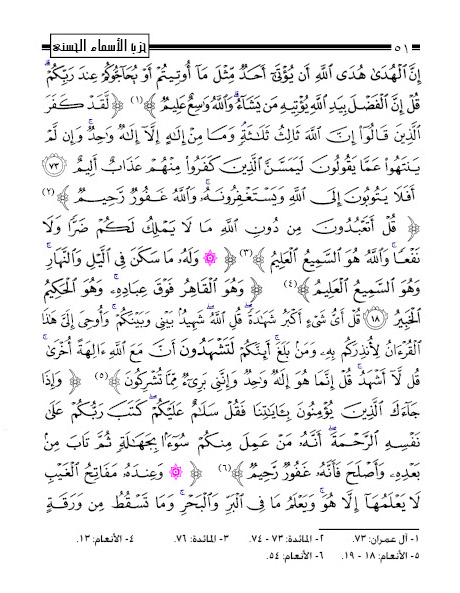 ٥١ حزب الأسماء الحسنى
إِنَّ ٱلْهُدَىٰ هُدَى ٱللَّهِ أَن يُؤْتَىٰٓ أَحَدٌ مِّثْلَ مَآ أُوتِيتُمْ أَوْ يُحَآجُّوكُمْ عِندَ رَبِّكُمْ ۗ
قُلْ إِنَّ ٱلْفَضْلَ بِيَدِ ٱللَّهِ يُؤْتِيهِ مَن يَشَآءُ ۗ وَٱللَّهُ وَٰسِعٌ عَلِيمٌ ﴾(١) ﴿ لَّقَدْ كَفَرَ
ٱلَّذِينَ قَالُوٓا۟ إِنَّ ٱللَّهَ ثَالِثُ ثَلَٰثَةٍ ۘ وَمَا مِنْ إِلَٰهٍ إِلَّآ إِلَٰهٌ وَٰحِدٌ ۚ وَإِن لَّمْ
يَنتَهُوا۟ عَمَّا يَقُولُونَ لَيَمَسَّنَّ ٱلَّذِينَ كَفَرُوا۟ مِنْهُمْ عَذَابٌ أَلِيمٌ ٧٣
أَفَلَا يَتُوبُونَ إِلَى ٱللَّهِ وَيَسْتَغْفِرُونَهُۥ ۚ وَٱللَّهُ غَفُورٌ رَّحِيمٌ ﴾(٢)
﴿ قُلْ أَتَعْبُدُونَ مِن دُونِ ٱللَّهِ مَا لَا يَمْلِكُ لَكُمْ ضَرًّا وَلَا
نَفْعًا ۚ وَٱللَّهُ هُوَ ٱلسَّمِيعُ ٱلْعَلِيمُ ﴾(٣) ﴿ ۞ وَلَهُۥ مَا سَكَنَ فِى ٱلَّيْلِ وَٱلنَّهَارِ ۚ
وَهُوَ ٱلسَّمِيعُ ٱلْعَلِيمُ ﴾(٤) ﴿ وَهُوَ ٱلْقَاهِرُ فَوْقَ عِبَادِهِۦ ۚ وَهُوَ ٱلْحَكِيمُ
ٱلْخَبِيرُ ١٨ قُلْ أَىُّ شَىْءٍ أَكْبَرُ شَهَٰدَةً ۖ قُلِ ٱللَّهُ ۖ شَهِيدٌۢ بَيْنِى وَبَيْنَكُمْ ۚ وَأُوحِىَ إِلَىَّ هَٰذَا
ٱلْقُرْءَانُ لِأُنذِرَكُم بِهِۦ وَمَنۢ بَلَغَ ۚ أَئِنَّكُمْ لَتَشْهَدُونَ أَنَّ مَعَ ٱللَّهِ ءَالِهَةً أُخْرَىٰ ۚ
قُل لَّآ أَشْهَدُ ۚ قُلْ إِنَّمَا هُوَ إِلَٰهٌ وَٰحِدٌ وَإِنَّنِى بَرِىٓءٌ مِّمَّا تُشْرِكُونَ ﴾(٥) ﴿ وَإِذَا
جَآءَكَ ٱلَّذِينَ يُؤْمِنُونَ بِـَٔايَٰتِنَا فَقُلْ سَلَٰمٌ عَلَيْكُمْ ۖ كَتَبَ رَبُّكُمْ عَلَىٰ
نَفْسِهِ ٱلرَّحْمَةَ ۖ أَنَّهُۥ مَنْ عَمِلَ مِنكُمْ سُوٓءًۢا بِجَهَٰلَةٍ ثُمَّ تَابَ مِنۢ
بَعْدِهِۦ وَأَصْلَحَ فَأَنَّهُۥ غَفُورٌ رَّحِيمٌ ﴾(٦) ﴿ ۞ وَعِندَهُۥ مَفَاتِحُ ٱلْغَيْبِ
لَا يَعْلَمُهَآ إِلَّا هُوَ ۚ وَيَعْلَمُ مَا فِى ٱلْبَرِّ وَٱلْبَحْرِ ۚ وَمَا تَسْقُطُ مِن وَرَقَةٍ
١- آل عمران: ٧٣. ٢- المائدة: ٧٣ - ٧٤. ٣- المائدة: ٧٦. ٤- الأنعام: ١٣.
٥- الأنعام: ١٨ - ١٩. ٦- الأنعام: ٥٤.